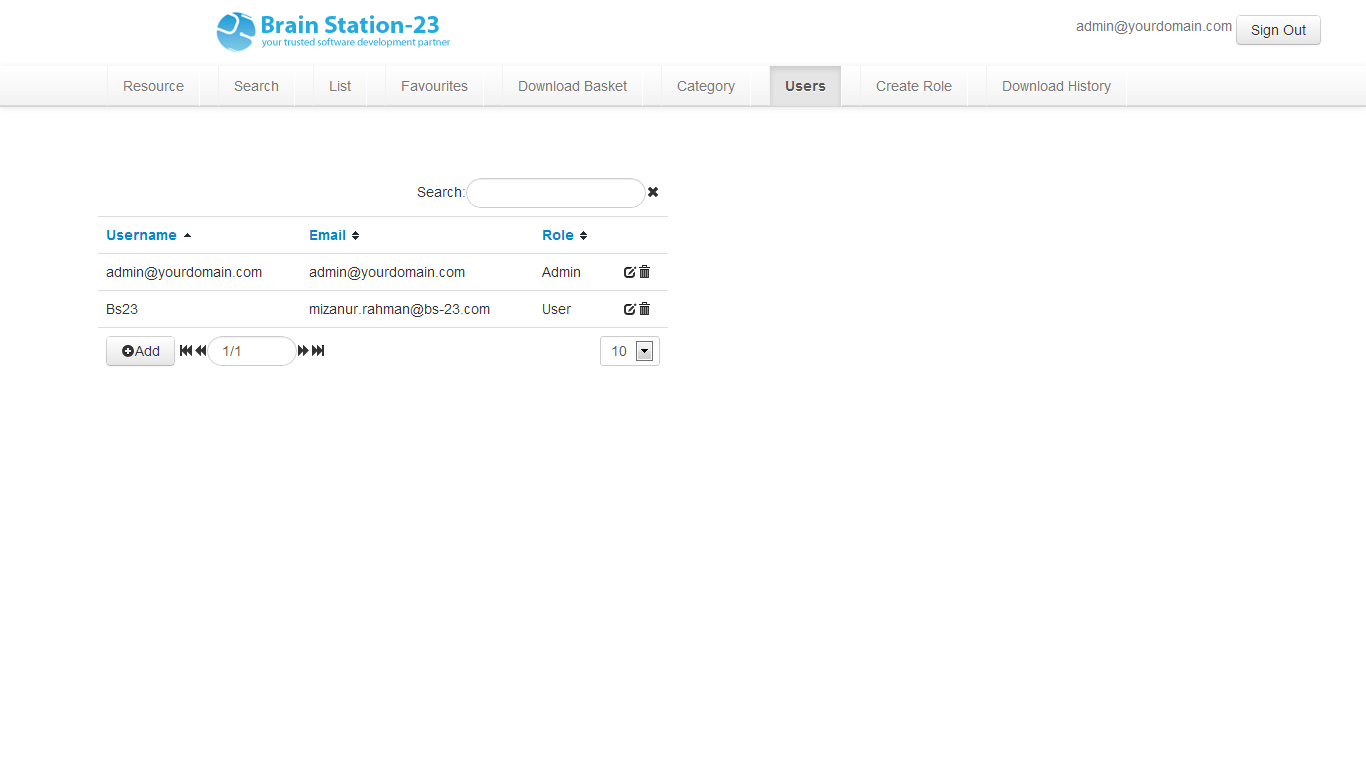 Brain Station-23
your trusted software development partner
admin@yourdomain.com Sign Out
Resource Search List Favourites Download Basket Category Users Create Role Download History
Search:
Username Email Role
admin@yourdomain.com admin@yourdomain.com Admin
Bs23 mizanur.rahman@bs-23.com User
Add 1/1 10